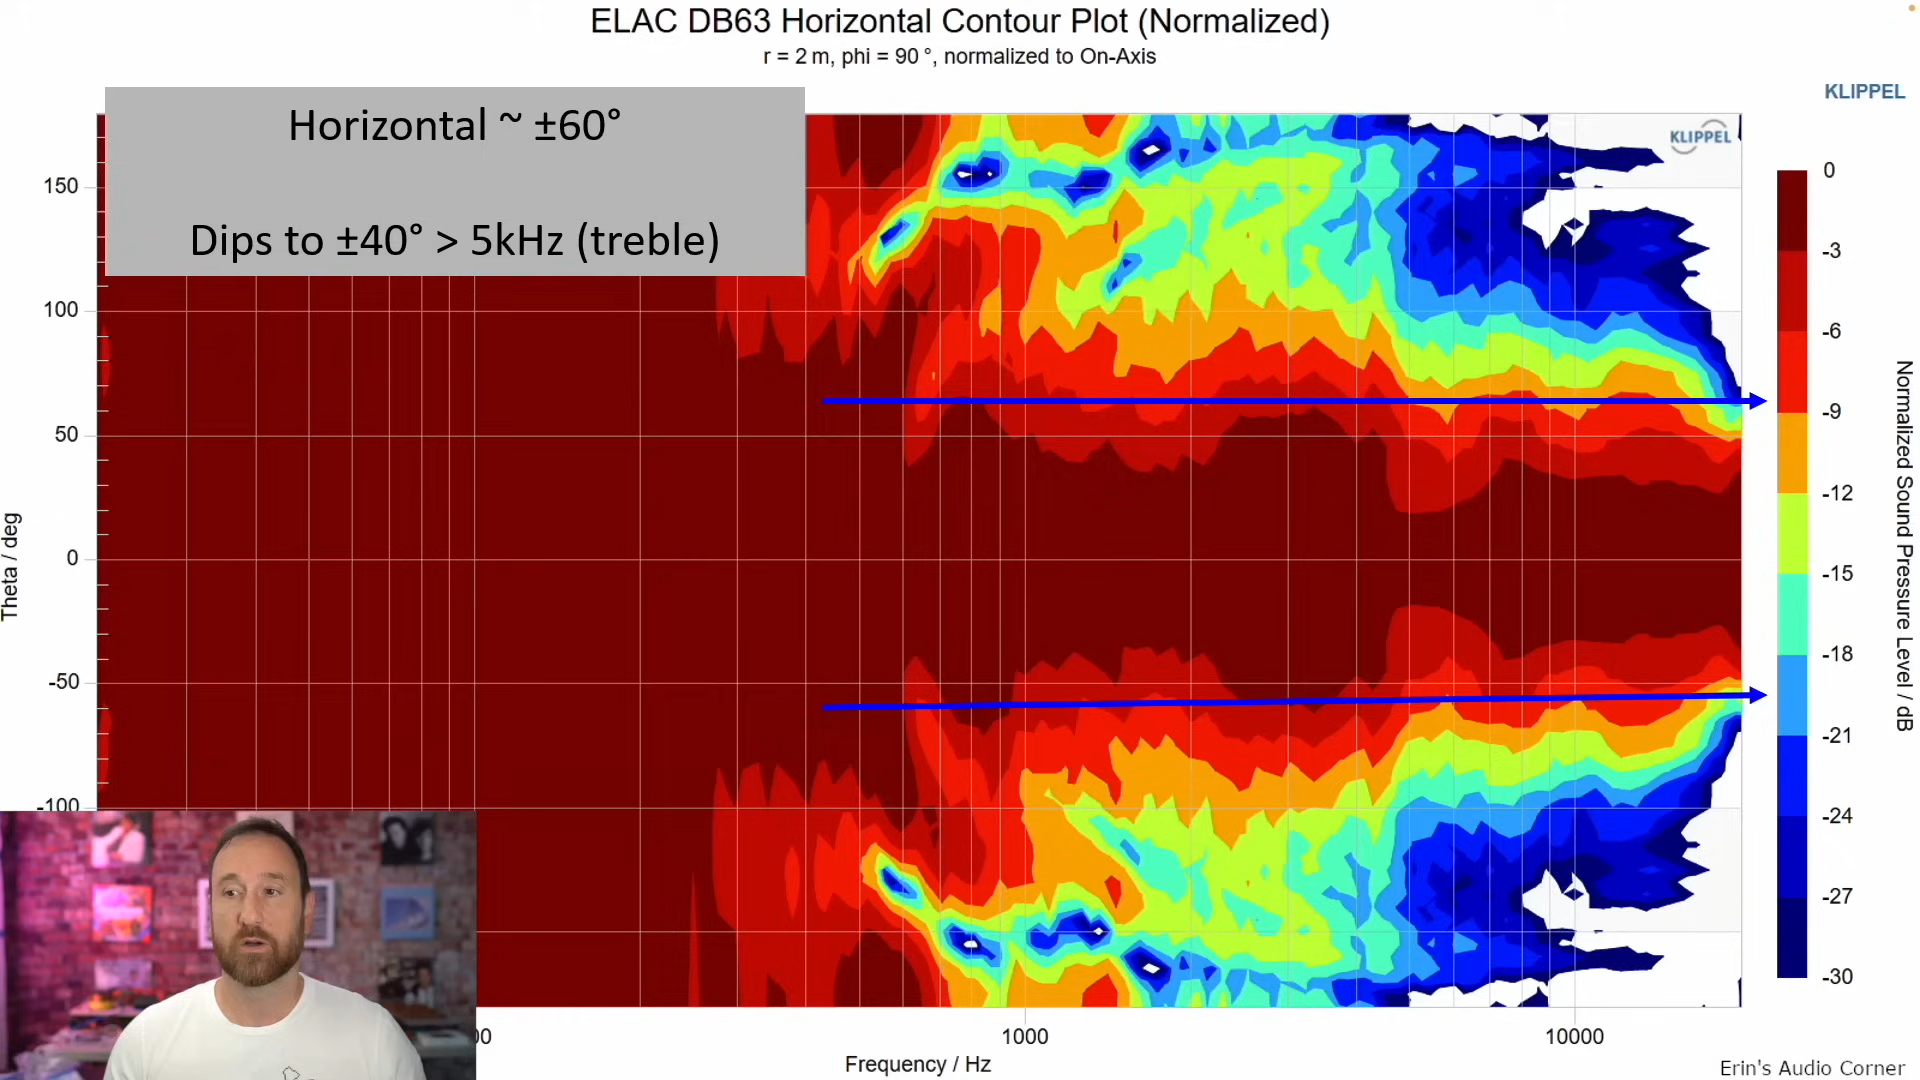 ELAC DB63 Horizontal Contour Plot (Normalized)
r = 2 m, phi = 90 °, normalized to On-Axis
KLIPPEL
Horizontal ~ ±60°
Dips to ±40° > 5kHz (treble)
KLIPPEL
150
100
50
0
-50
-100
Theta / deg
0
-3
-6
-9
-12
-15
-18
-21
-24
-27
-30
Normalized Sound Pressure Level / dB
00
1000
10000
Frequency / Hz
Erin's Audio Corner